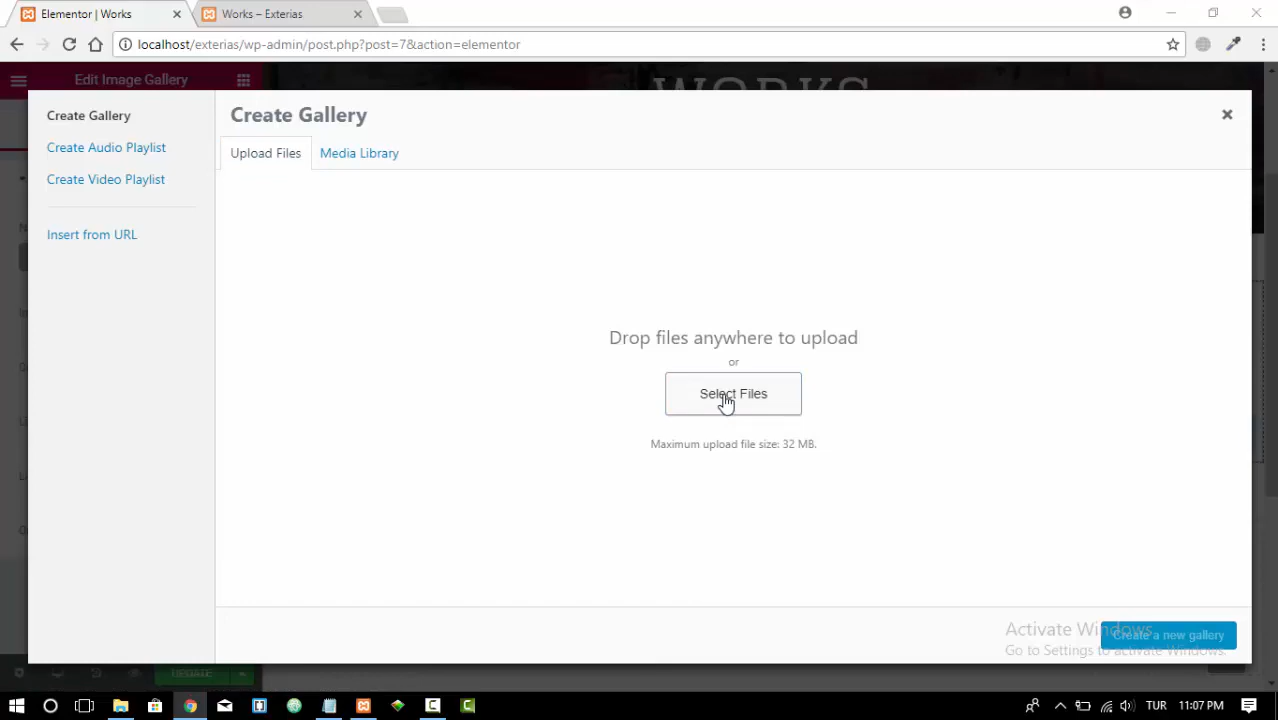 Elementor | Works
Works – Exterias
localhost/exterias/wp-admin/post.php?post=7&action=elementor
Edit Image Gallery
WORKS
Create Gallery
Create Audio Playlist
Create Video Playlist
Insert from URL
Create Gallery
Upload Files
Media Library
Drop files anywhere to upload
or
Select Files
Maximum upload file size: 32 MB.
Activate Windows
Go to Settings to activate Windows.
Create a new gallery
UPDATE
TUR
11:07 PM